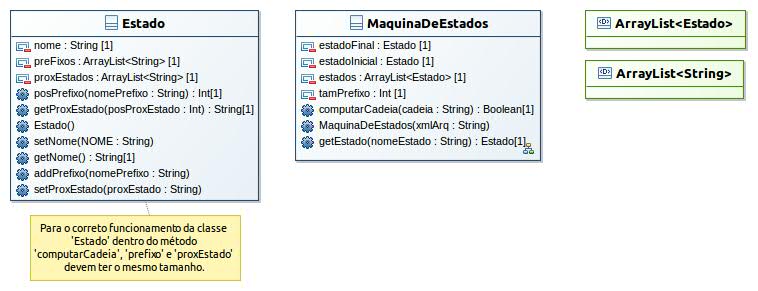 Estado
nome : String [1]
preFixos : ArrayList<String> [1]
proxEstados : ArrayList<String> [1]
posPrefixo(nomePrefixo : String) : Int[1]
getProxEstado(posProxEstado : Int) : String[1]
Estado()
setNome(NOME : String)
getNome() : String[1]
addPrefixo(nomePrefixo : String)
setProxEstado(proxEstado : String)
Para o correto funcionamento da classe
'Estado' dentro do método
'computarCadeia', 'prefixo' e 'proxEstado'
devem ter o mesmo tamanho.
MaquinaDeEstados
estadoFinal : Estado [1]
estadoInicial : Estado [1]
estados : ArrayList<Estado> [1]
tamPrefixo : Int [1]
computarCadeia(cadeia : String) : Boolean[1]
MaquinaDeEstados(xmlArq : String)
getEstado(nomeEstado : String) : Estado[1]
«D» ArrayList<Estado>
«D» ArrayList<String>